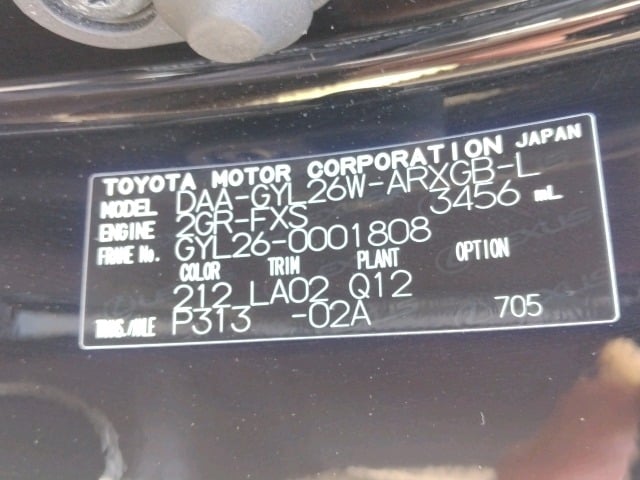 TOYOTA MOTOR CORPORATION JAPAN
MODEL DAA-GYL26W-ARXGB-L
ENGINE 2GR-FXS 3456 mL
FRAME No. GYL26-0001808
COLOR TRIM PLANT OPTION
212 LA02 Q12
TRANS./AXLE P313 -02A 705